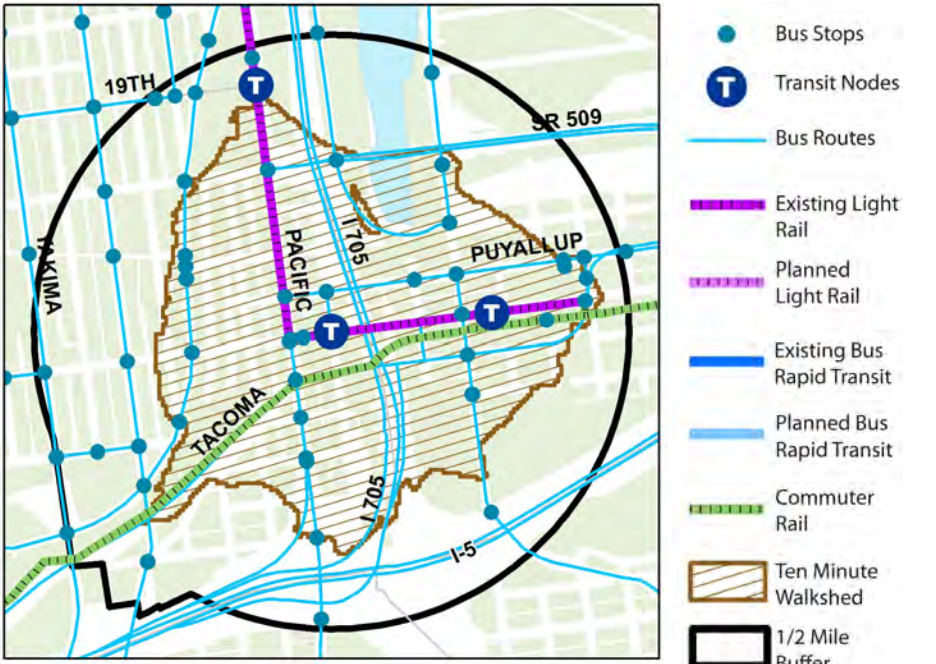 19TH
T
SR 509
YAKIMA
PACIFIC
I 705
PUYALLUP
T
T
TACOMA
I 705
I-5
Bus Stops
T
Transit Nodes
Bus Routes
Existing Light
Rail
Planned
Light Rail
Existing Bus
Rapid Transit
Planned Bus
Rapid Transit
Commuter
Rail
Ten Minute
Walkshed
1/2 Mile
Buffer